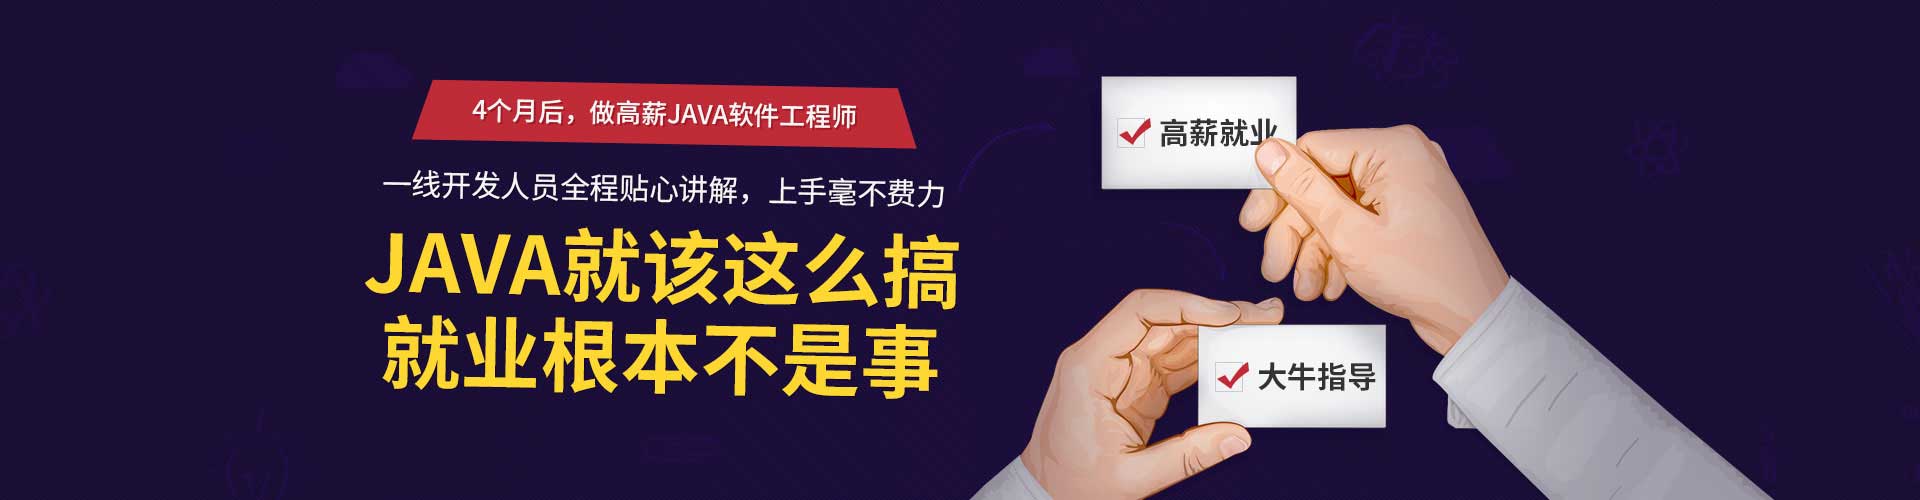 4个月后，做高薪JAVA软件工程师
一线开发人员全程贴心讲解，上手毫不费力
JAVA就该这么搞
就业根本不是事
高薪就业
大牛指导